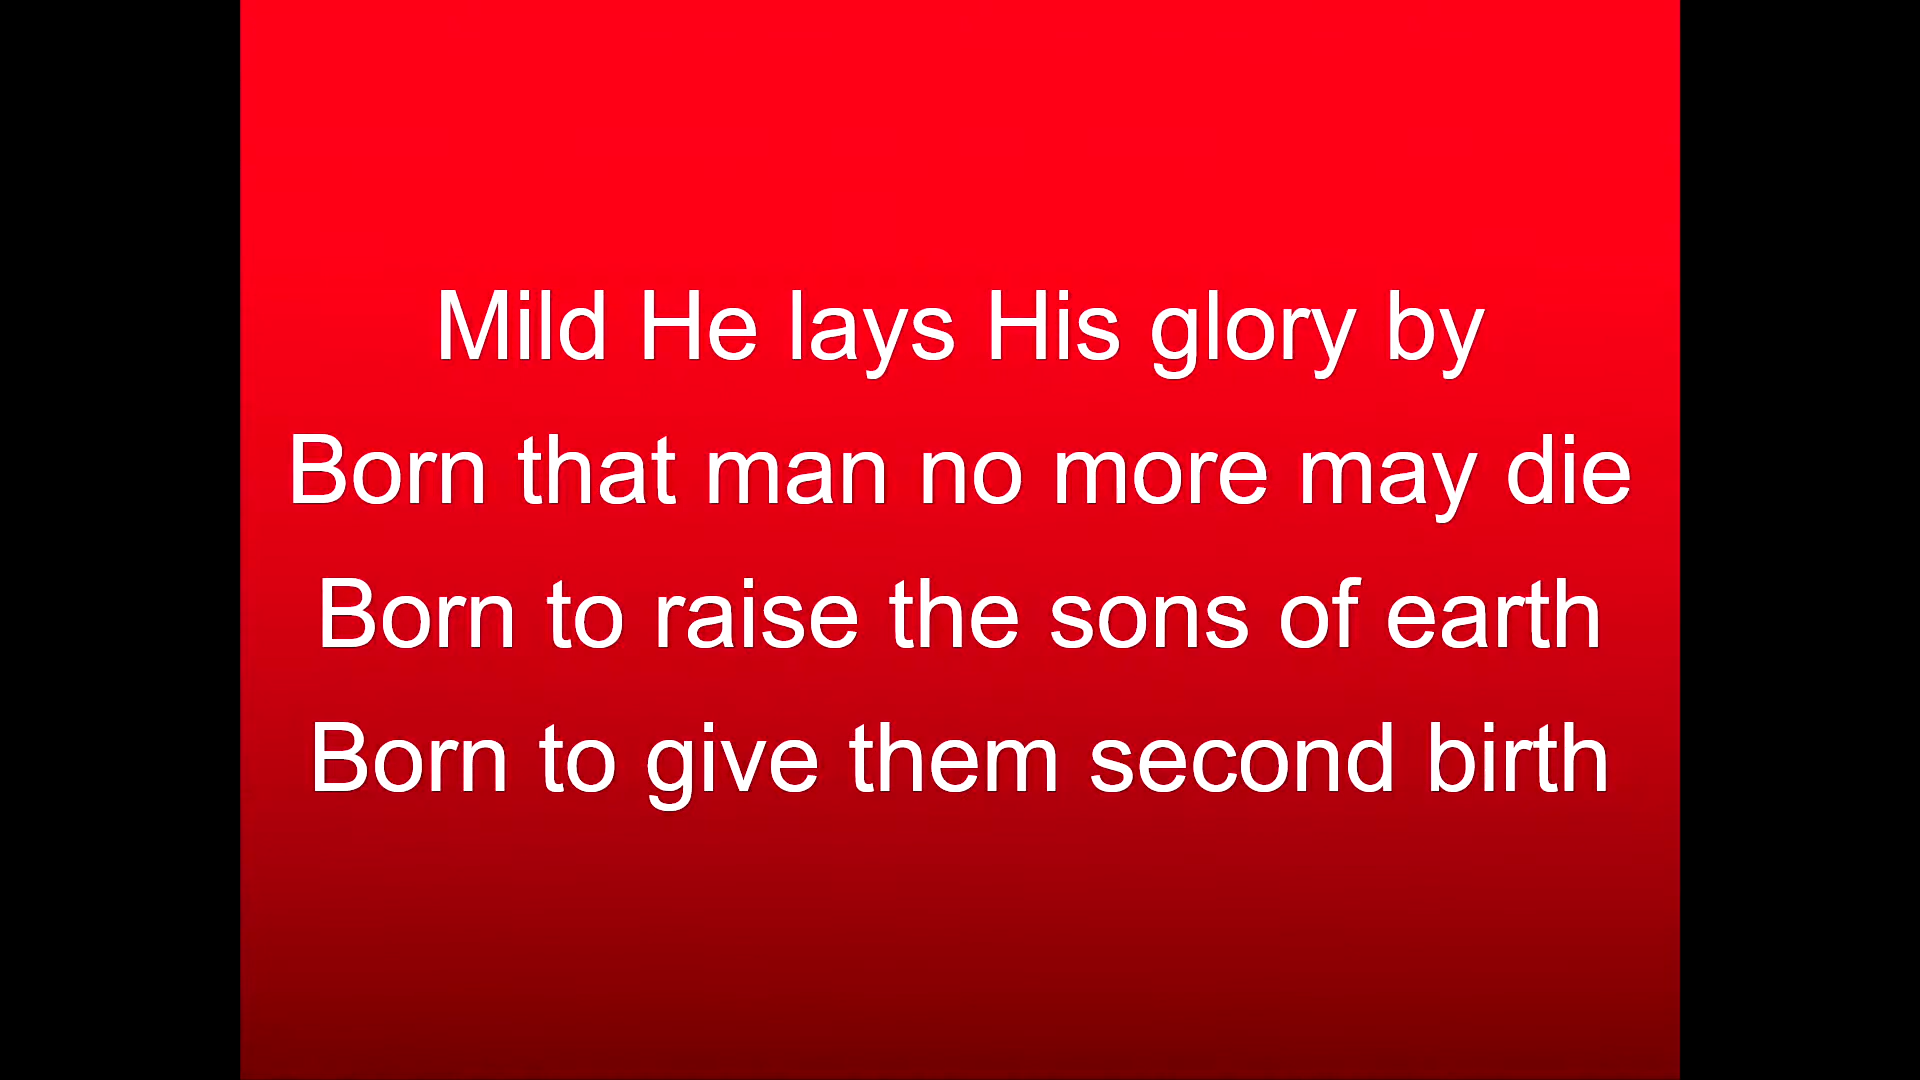 Mild He lays His glory by
Born that man no more may die
Born to raise the sons of earth
Born to give them second birth